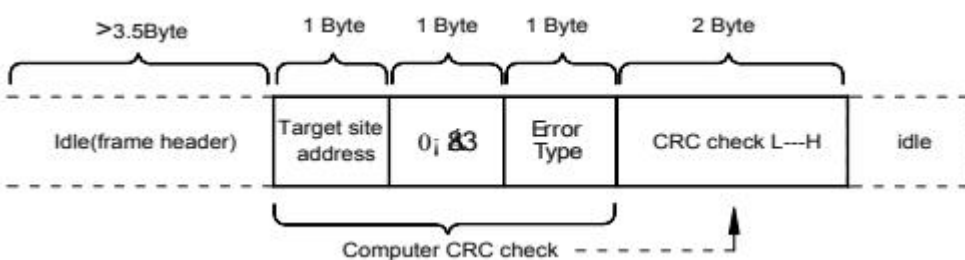 >3.5Byte 1 Byte 1 Byte 1 Byte 2 Byte
Idle(frame header) Target site address Error Type CRC check L---H idle
Computer CRC check